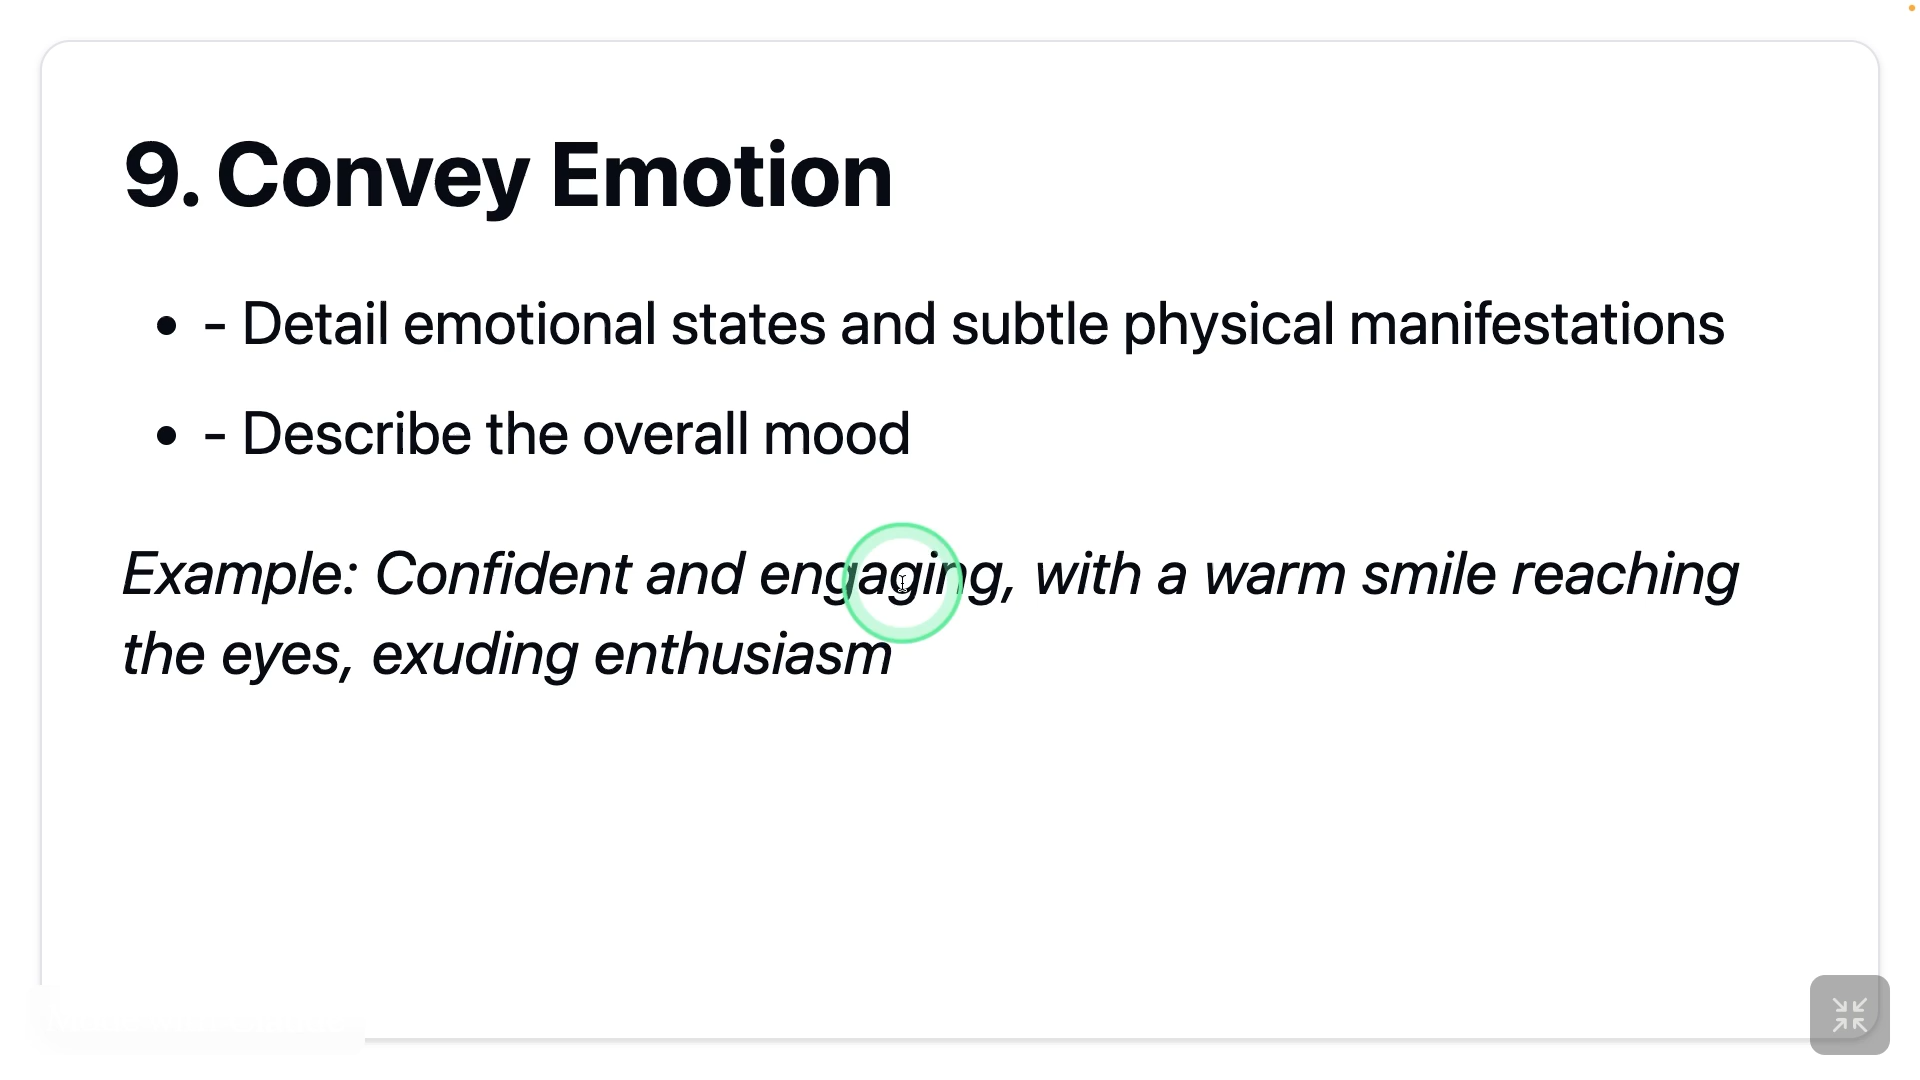 9. Convey Emotion
• - Detail emotional states and subtle physical manifestations
• - Describe the overall mood
Example: Confident and engaging, with a warm smile reaching
the eyes, exuding enthusiasm